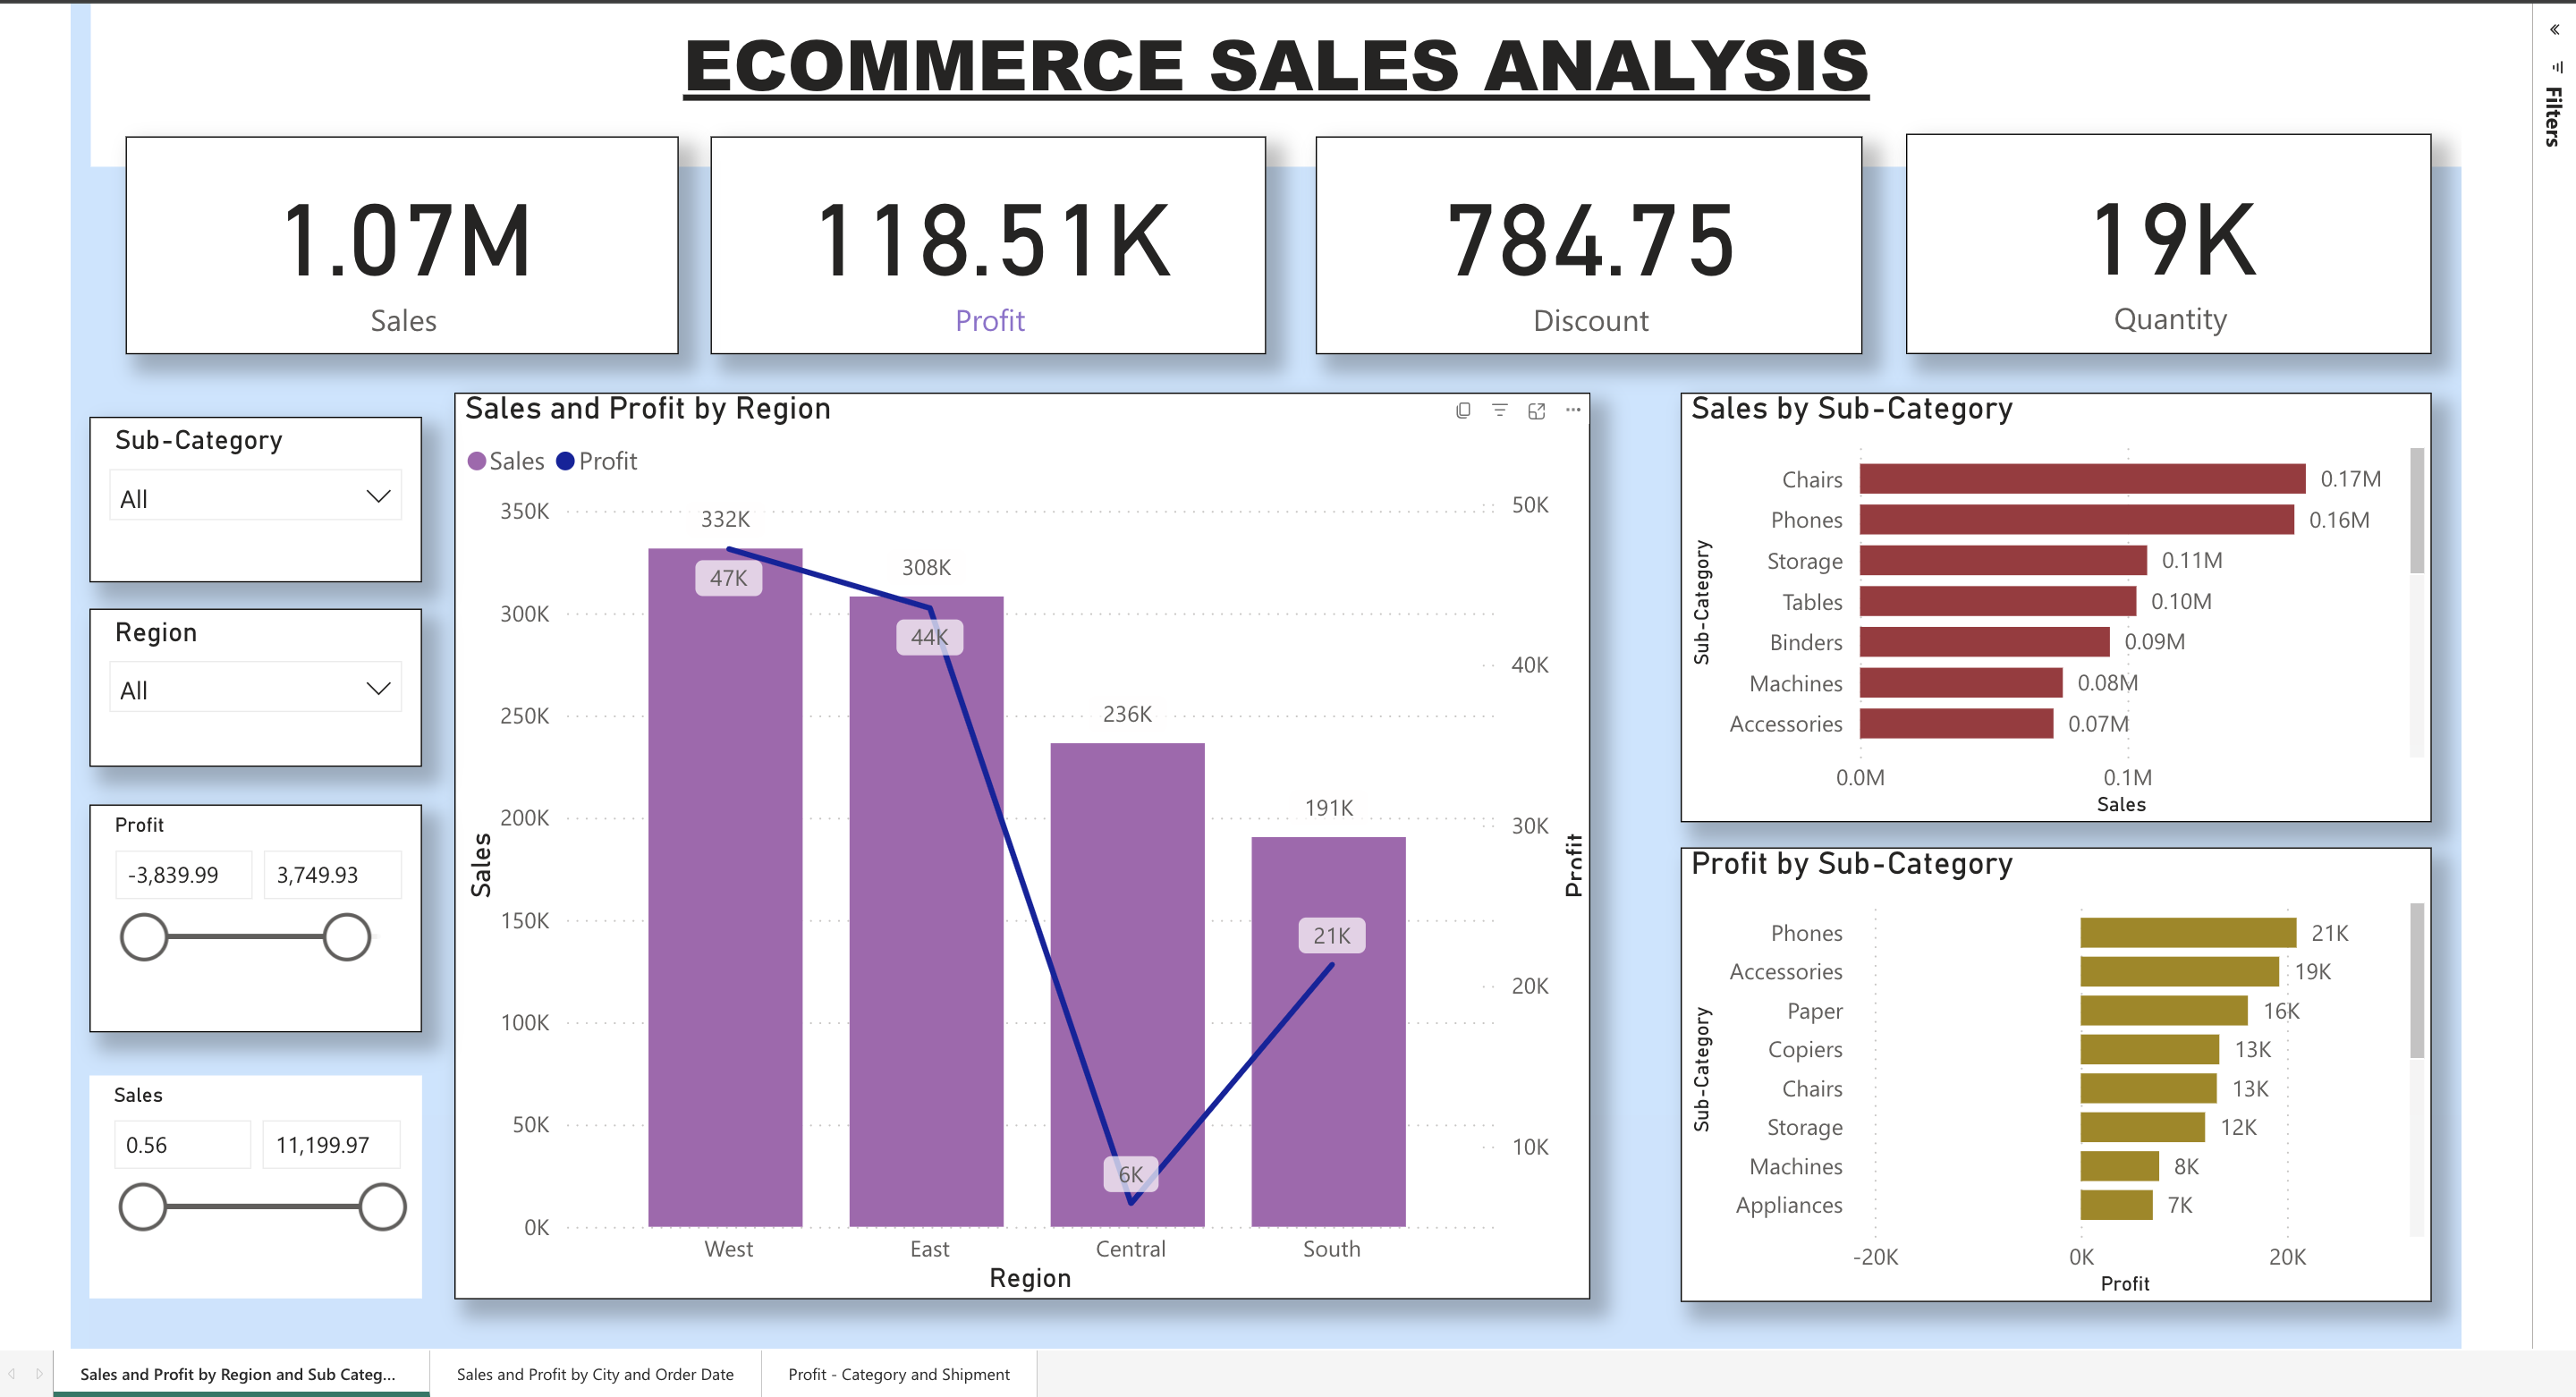 ECOMMERCE SALES ANALYSIS
Filters
1.07M
Sales
118.51K
Profit
784.75
Discount
19K
Quantity
Sub-Category
All
Region
All
Profit
-3,839.99 3,749.93
Sales
0.56 11,199.97
Sales and Profit by Region
Sales Profit
350K
300K
250K
200K
150K
100K
50K
0K
Sales
332K
308K
236K
191K
47K
44K
6K
21K
50K
40K
30K
20K
10K
Profit
West East Central South
Region
Sales by Sub-Category
Sub-Category
Chairs 0.17M
Phones 0.16M
Storage 0.11M
Tables 0.10M
Binders 0.09M
Machines 0.08M
Accessories 0.07M
0.0M 0.1M
Sales
Profit by Sub-Category
Sub-Category
Phones 21K
Accessories 19K
Paper 16K
Copiers 13K
Chairs 13K
Storage 12K
Machines 8K
Appliances 7K
-20K 0K 20K
Profit
Sales and Profit by Region and Sub Categ... Sales and Profit by City and Order Date Profit - Category and Shipment